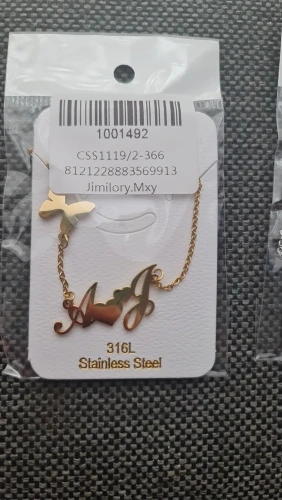 1001492
CSS1119/2-366
8121228883569913
Jimilory.Mxy
A J
316L
Stainless Steel